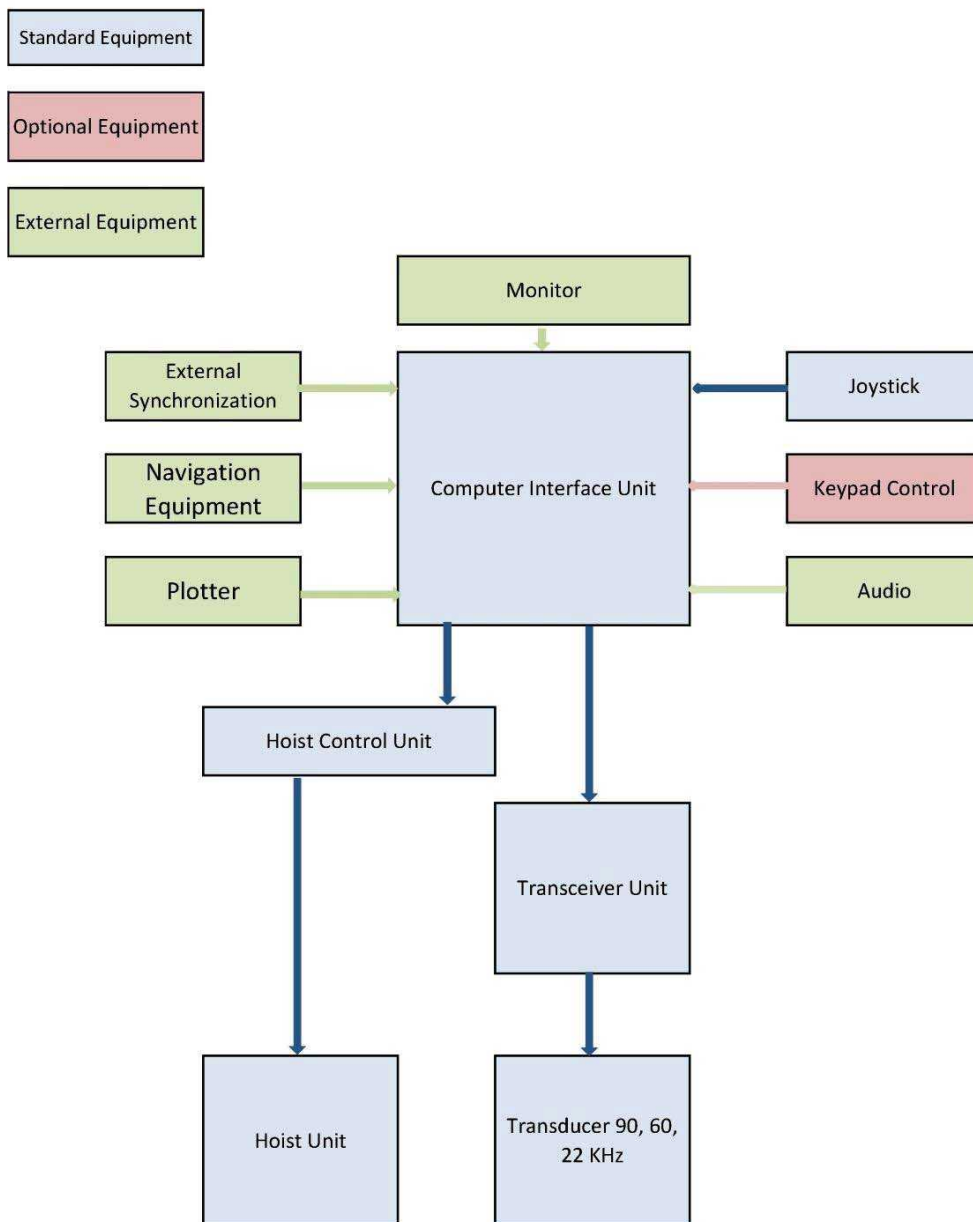 Standard Equipment
Optional Equipment
External Equipment
Monitor
External
Synchronization
Joystick
Navigation
Equipment
Computer Interface Unit
Keypad Control
Plotter
Audio
Hoist Control Unit
Transceiver Unit
Hoist Unit
Transducer 90, 60,
22 KHz